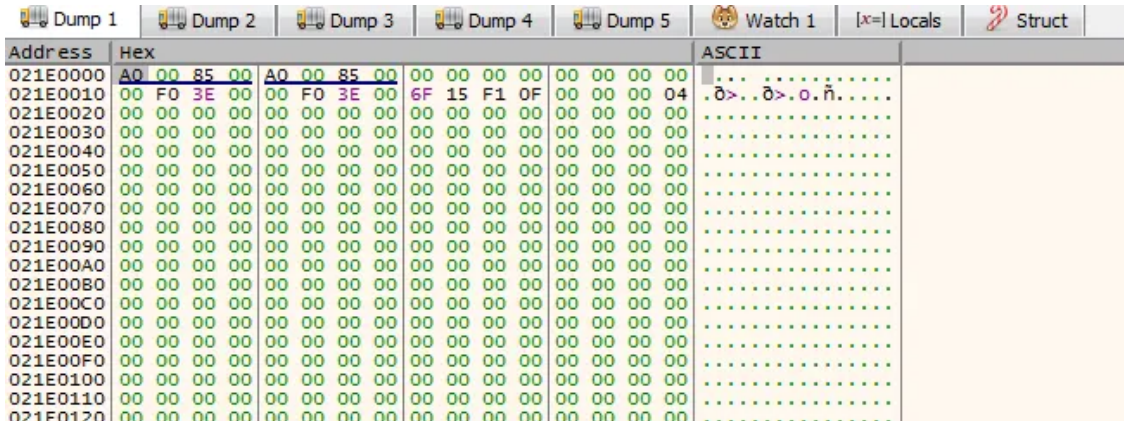 Dump 1 Dump 2 Dump 3 Dump 4 Dump 5 Watch 1 [x=] Locals Struct
Address Hex ASCII
021E0000 A0 00 85 00 A0 00 85 00 00 00 00 00 00 00 00 00 ... ...........
021E0010 00 F0 3E 00 00 F0 3E 00 6F 15 F1 0F 00 00 00 04 .ð>..ð>.o.ñ.....
021E0020 00 00 00 00 00 00 00 00 00 00 00 00 00 00 00 00 ................
021E0030 00 00 00 00 00 00 00 00 00 00 00 00 00 00 00 00 ................
021E0040 00 00 00 00 00 00 00 00 00 00 00 00 00 00 00 00 ................
021E0050 00 00 00 00 00 00 00 00 00 00 00 00 00 00 00 00 ................
021E0060 00 00 00 00 00 00 00 00 00 00 00 00 00 00 00 00 ................
021E0070 00 00 00 00 00 00 00 00 00 00 00 00 00 00 00 00 ................
021E0080 00 00 00 00 00 00 00 00 00 00 00 00 00 00 00 00 ................
021E0090 00 00 00 00 00 00 00 00 00 00 00 00 00 00 00 00 ................
021E00A0 00 00 00 00 00 00 00 00 00 00 00 00 00 00 00 00 ................
021E00B0 00 00 00 00 00 00 00 00 00 00 00 00 00 00 00 00 ................
021E00C0 00 00 00 00 00 00 00 00 00 00 00 00 00 00 00 00 ................
021E00D0 00 00 00 00 00 00 00 00 00 00 00 00 00 00 00 00 ................
021E00E0 00 00 00 00 00 00 00 00 00 00 00 00 00 00 00 00 ................
021E00F0 00 00 00 00 00 00 00 00 00 00 00 00 00 00 00 00 ................
021E0100 00 00 00 00 00 00 00 00 00 00 00 00 00 00 00 00 ................
021E0110 00 00 00 00 00 00 00 00 00 00 00 00 00 00 00 00 ................
021E0120 00 00 00 00 00 00 00 00 00 00 00 00 00 00 00 00 ................